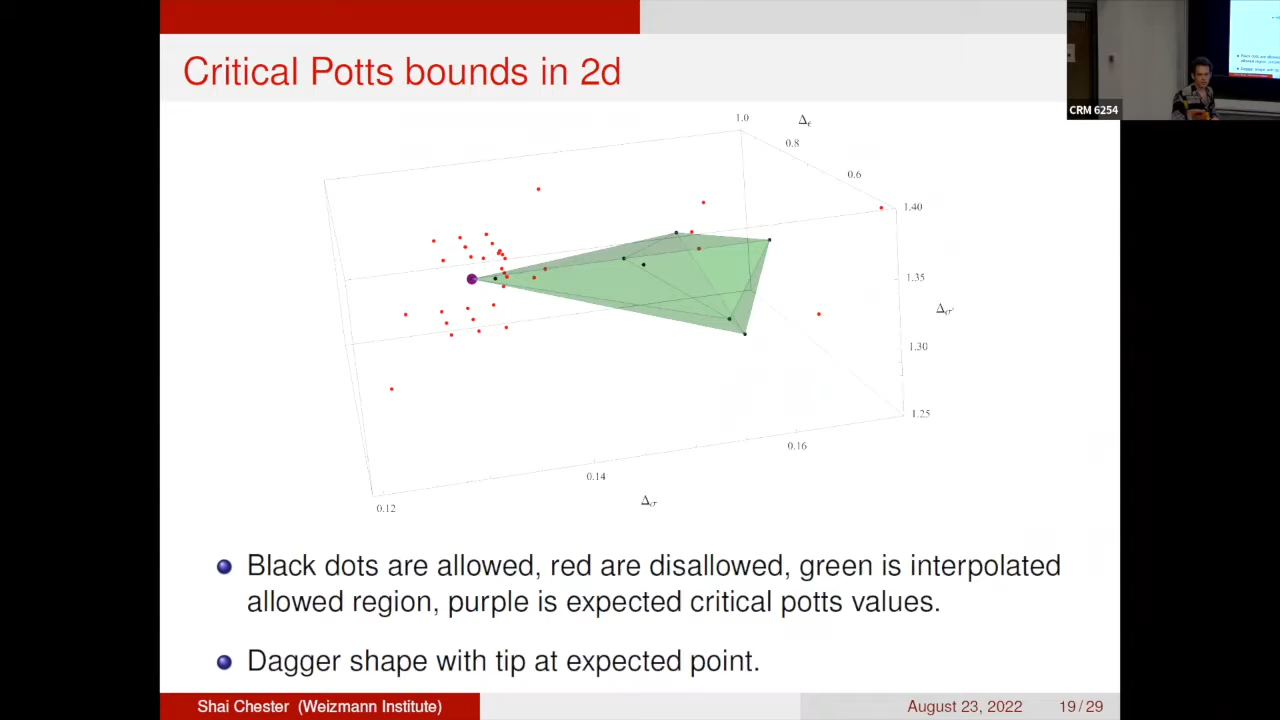 Critical Potts bounds in 2d
CRM 6254
1.0
Δϵ
0.8
0.6
1.40
1.35
Δσ'
1.30
1.25
0.16
0.14
Δσ
0.12
Black dots are allowed, red are disallowed, green is interpolated
allowed region, purple is expected critical potts values.
Dagger shape with tip at expected point.
Shai Chester (Weizmann Institute)
August 23, 2022
19 / 29